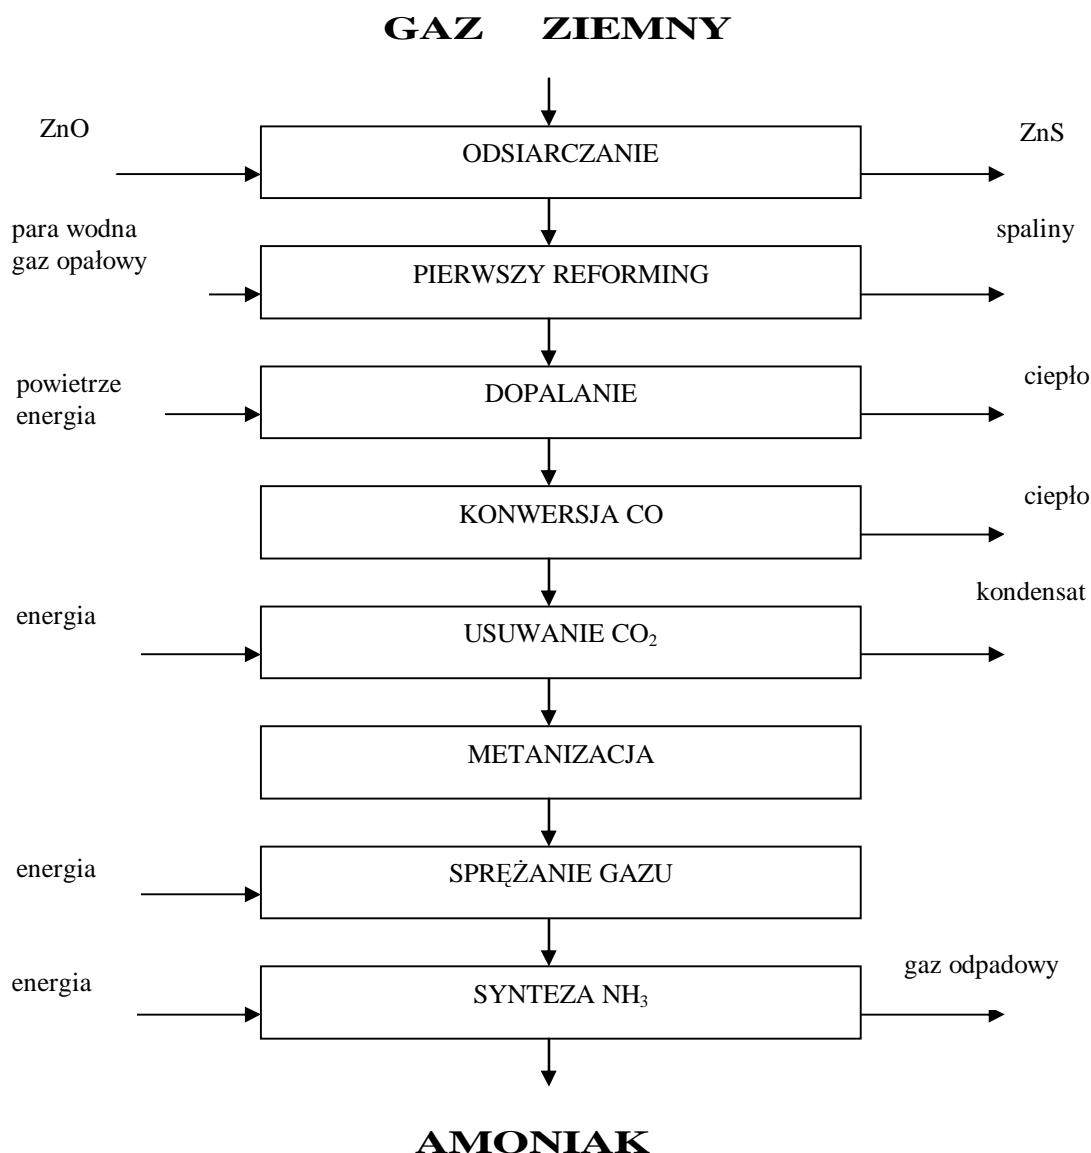 GAZ ZIEMNY
ZnO
ODSIARCZANIE
ZnS
para wodna
gaz opałowy
PIERWSZY REFORMING
spaliny
powietrze
energia
DOPALANIE
ciepło
KONWERSJA CO
ciepło
energia
USUWANIE CO₂
kondensat
METANIZACJA
energia
SPRĘŻANIE GAZU
energia
SYNTEZA NH₃
gaz odpadowy
AMONIAK